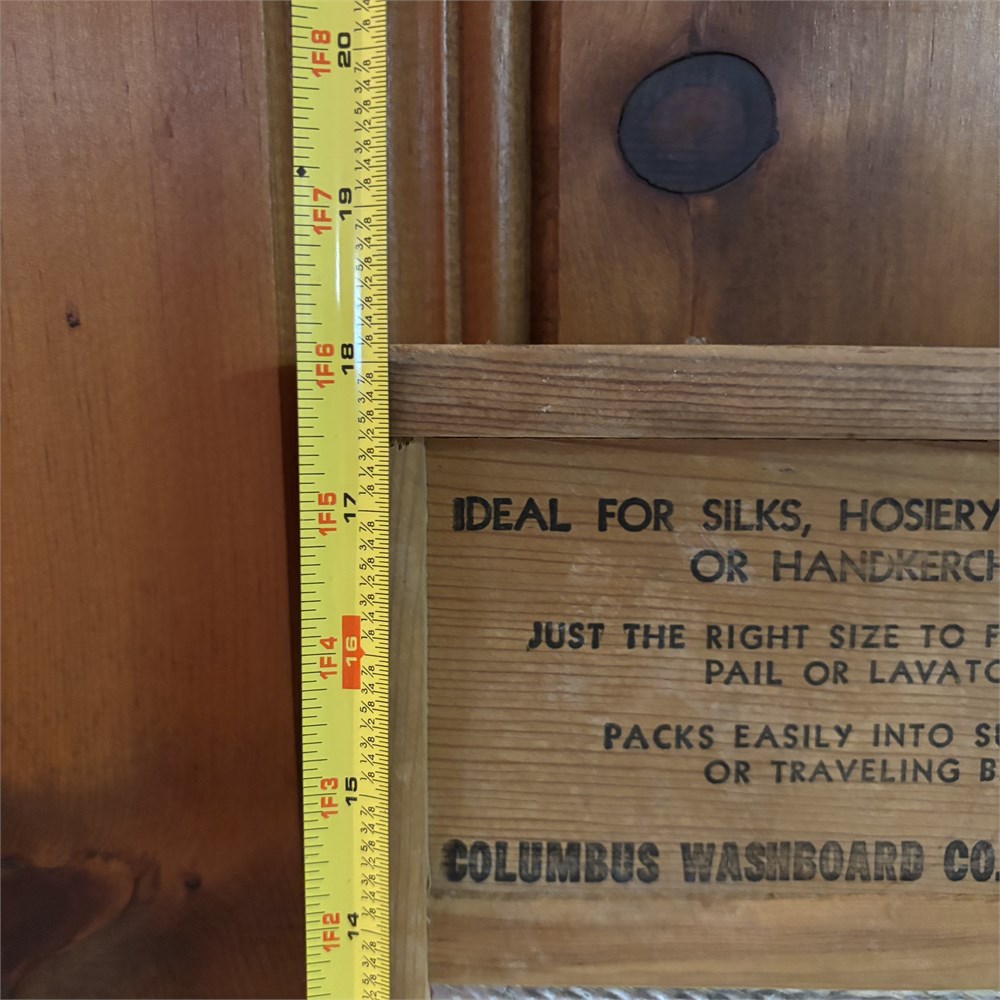 1F8 20
1F7 19
1F6 18
1F5 17
1F4 16
1F3 15
1F2 14
IDEAL FOR SILKS, HOSIERY
OR HANDKERCH
JUST THE RIGHT SIZE TO F
PAIL OR LAVATO
PACKS EASILY INTO SU
OR TRAVELING B
COLUMBUS WASHBOARD CO.